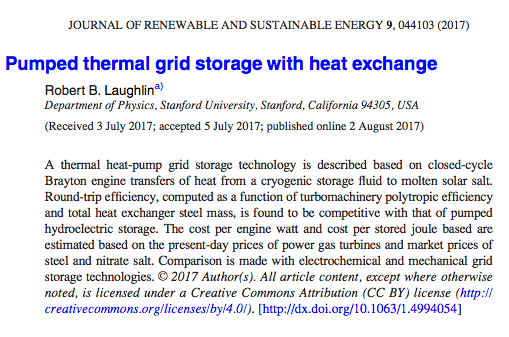 JOURNAL OF RENEWABLE AND SUSTAINABLE ENERGY 9, 044103 (2017)
Pumped thermal grid storage with heat exchange
Robert B. Laughlin a)
Department of Physics, Stanford University, Stanford, California 94305, USA
(Received 3 July 2017; accepted 5 July 2017; published online 2 August 2017)
A thermal heat-pump grid storage technology is described based on closed-cycle
Brayton engine transfers of heat from a cryogenic storage fluid to molten solar salt.
Round-trip efficiency, computed as a function of turbomachinery polytropic efficiency
and total heat exchanger steel mass, is found to be competitive with that of pumped
hydroelectric storage. The cost per engine watt and cost per stored joule based are
estimated based on the present-day prices of power gas turbines and market prices of
steel and nitrate salt. Comparison is made with electrochemical and mechanical grid
storage technologies. © 2017 Author(s). All article content, except where otherwise
noted, is licensed under a Creative Commons Attribution (CC BY) license (http://
creativecommons.org/licenses/by/4.0/). [http://dx.doi.org/10.1063/1.4994054]